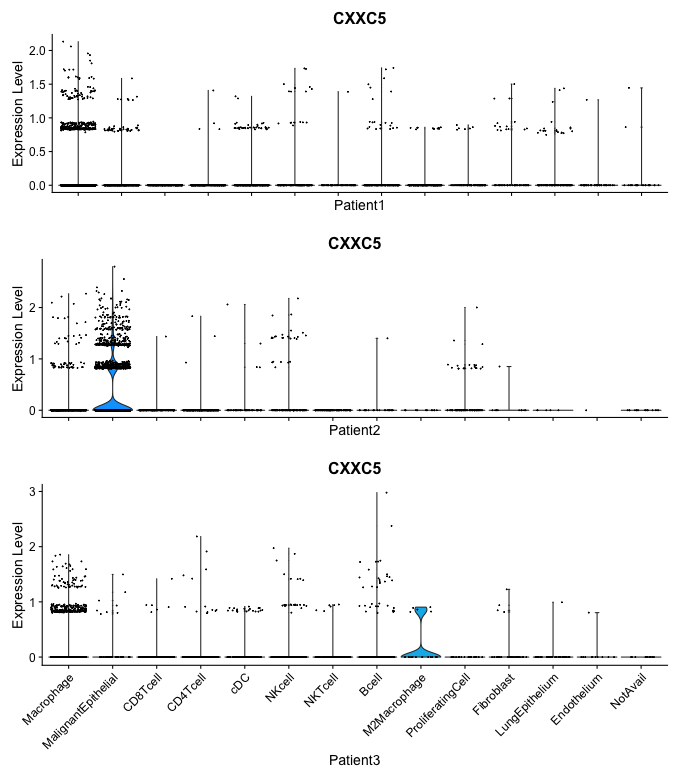 CXXC5
Expression Level
2.0
1.5
1.0
0.5
0.0
Patient1
CXXC5
Expression Level
2
1
0
Patient2
CXXC5
Expression Level
3
2
1
0
Macrophage
MalignantEpithelial
CD8Tcell
CD4Tcell
cDC
NKcell
NKTcell
Bcell
M2Macrophage
ProliferatingCell
Fibroblast
LungEpithelium
Endothelium
NotAvail
Patient3